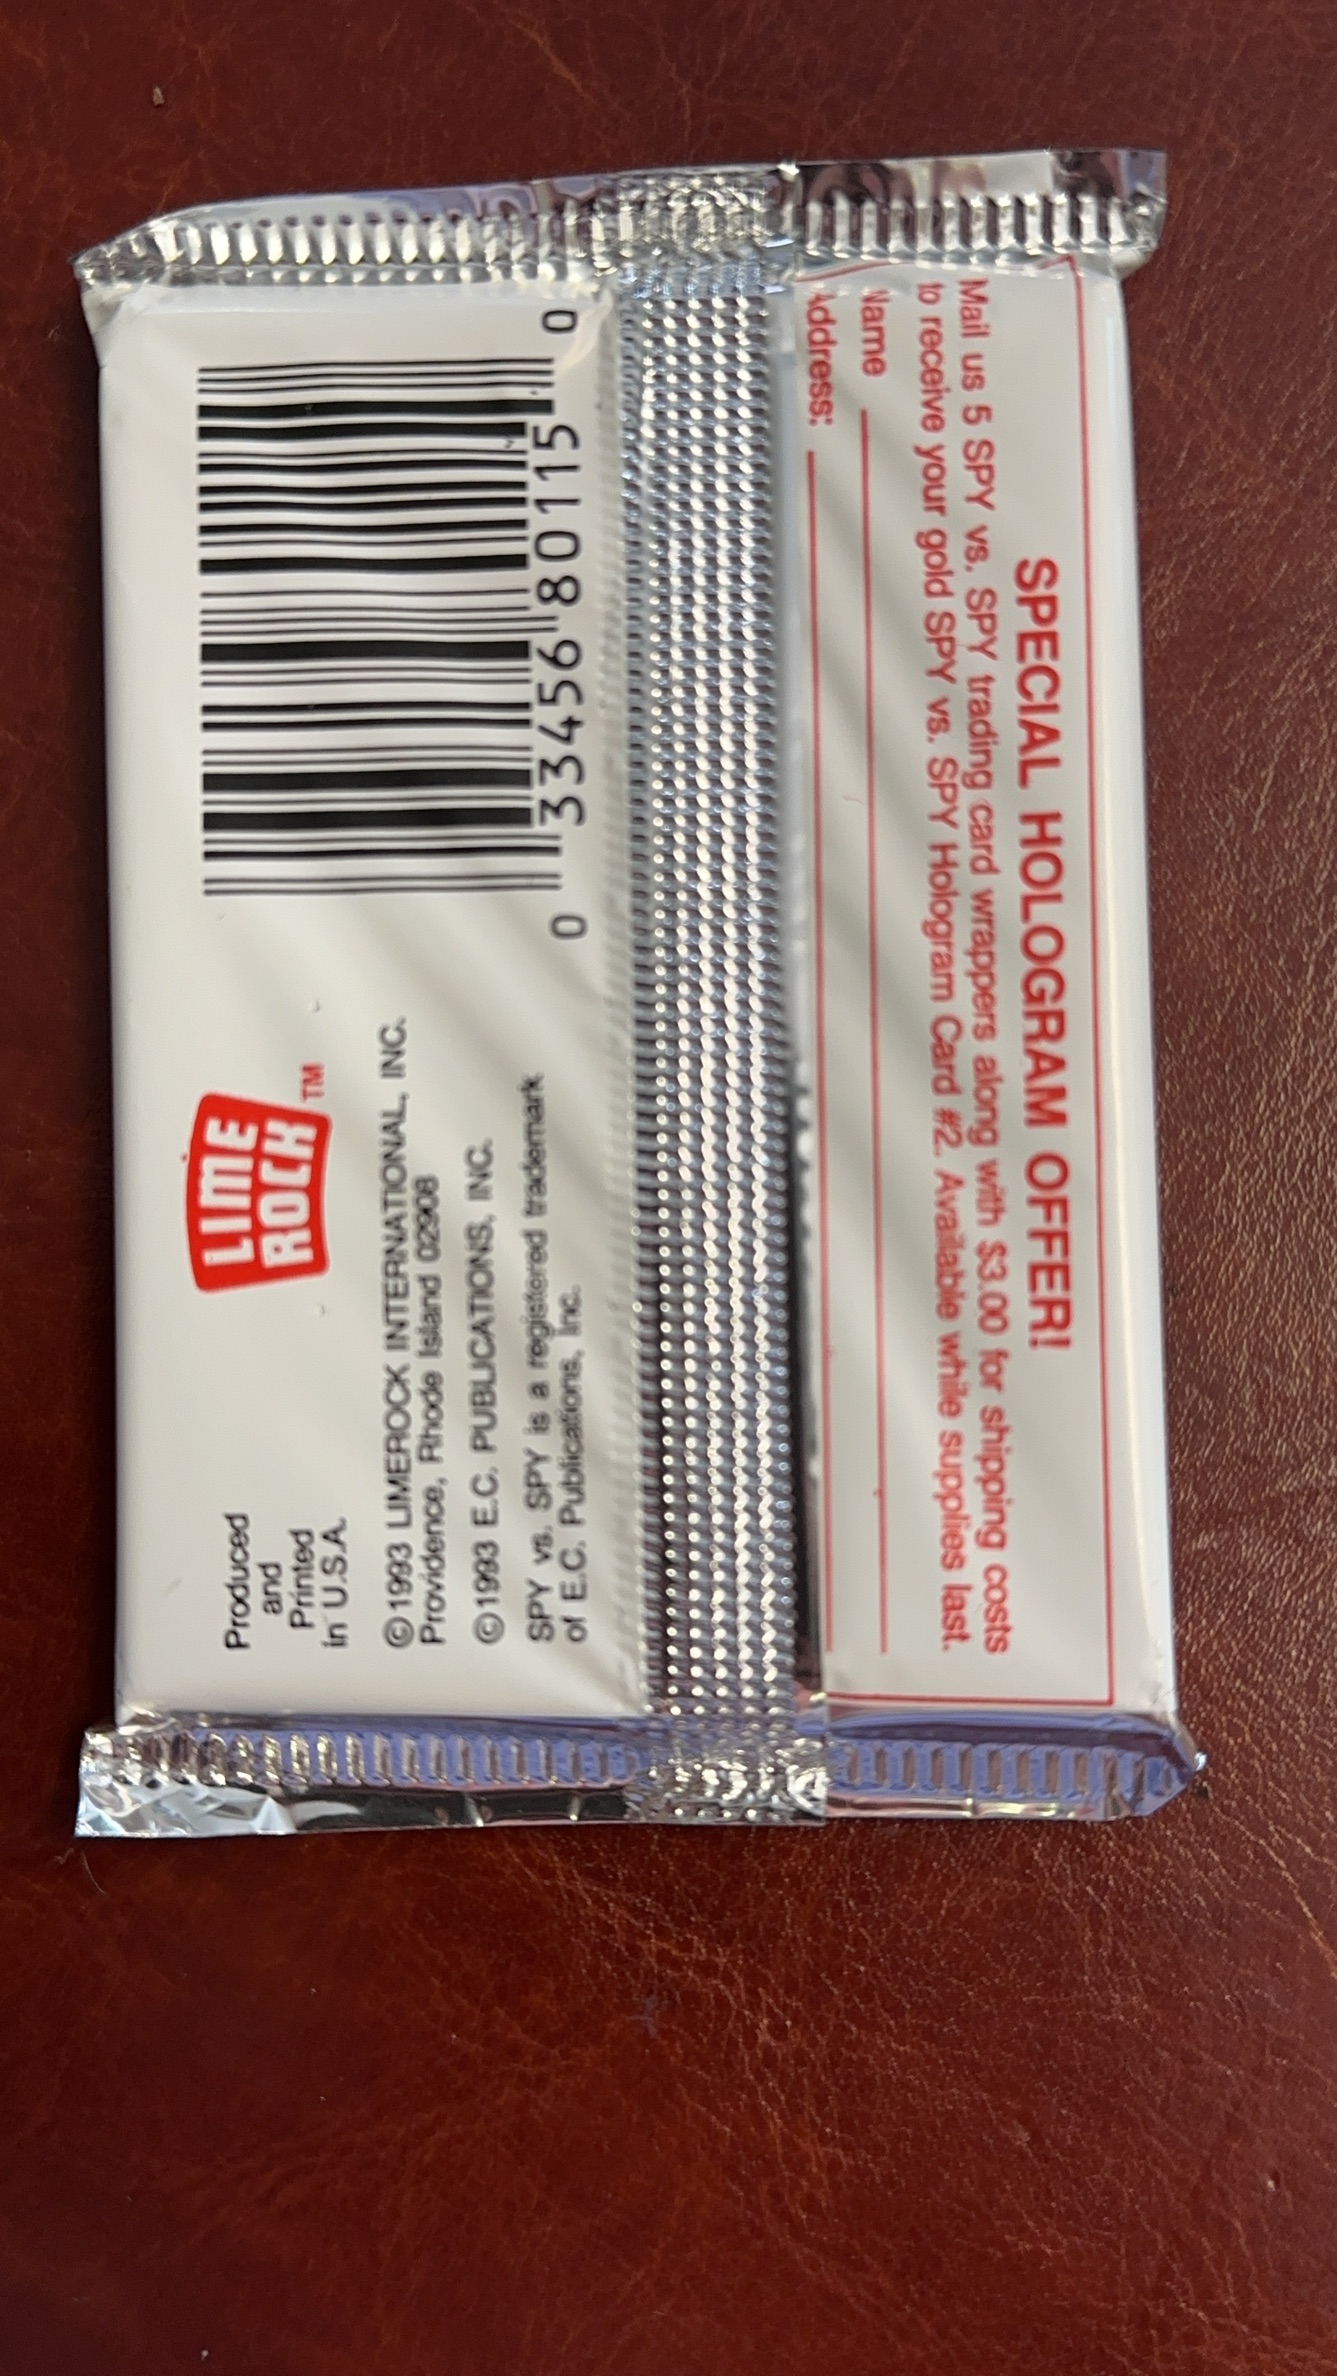 SPECIAL HOLOGRAM OFFER!
Mail us 5 SPY vs. SPY trading card wrappers along with $3.00 for shipping costs
to receive your gold SPY vs. SPY Hologram Card #2. Available while supplies last.
Name
Address:
Produced
and
Printed
in U.S.A.
LIME
ROCK
TM
©1993 LIMEROCK INTERNATIONAL, INC.
Providence, Rhode Island 02908
©1993 E.C. PUBLICATIONS, INC.
SPY vs. SPY is a registered trademark
of E.C. Publications, Inc.
0 33456 80115 0